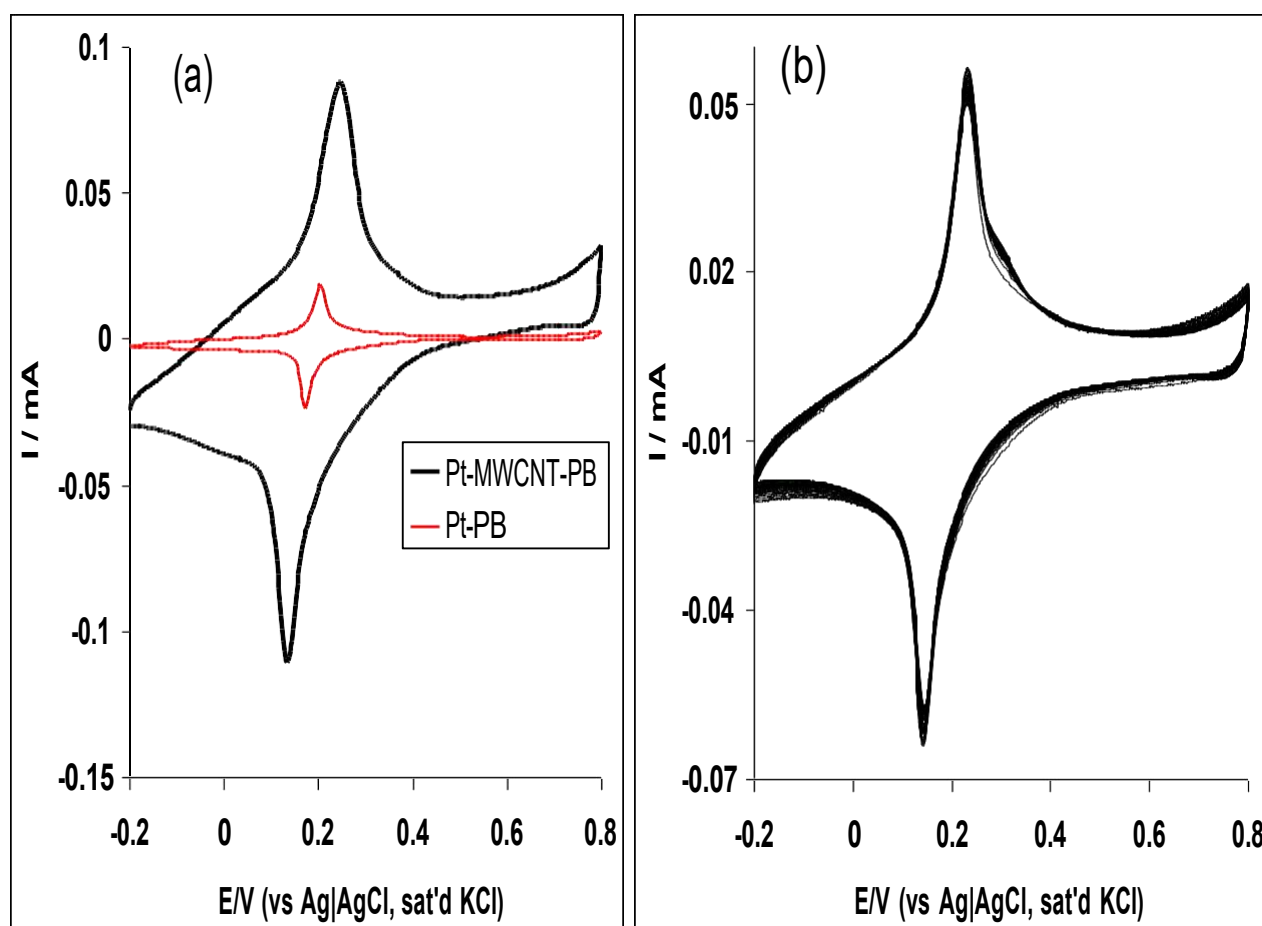 (a)
0.1
0.05
0
-0.05
-0.1
-0.15
I / mA
Pt-MWCNT-PB
Pt-PB
-0.2 0 0.2 0.4 0.6 0.8
E/V (vs Ag|AgCl, sat'd KCl)
(b)
0.05
0.02
-0.01
-0.04
-0.07
I / mA
-0.2 0 0.2 0.4 0.6 0.8
E/V (vs Ag|AgCl, sat'd KCl)